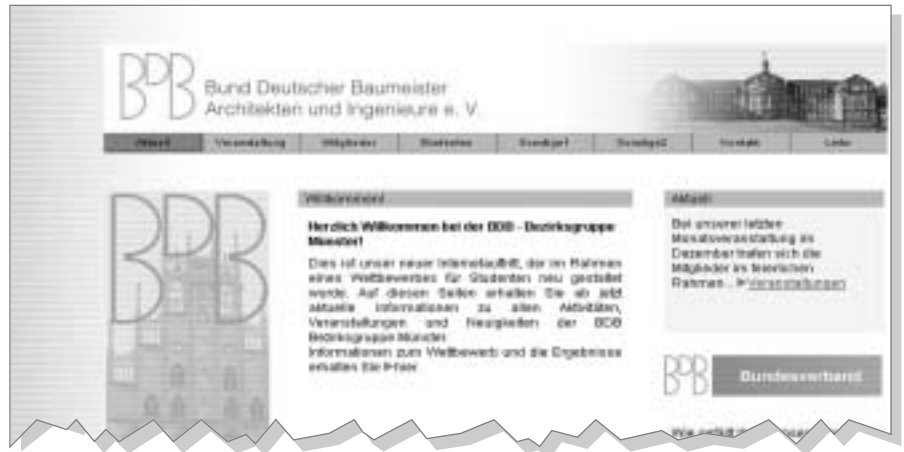 BDB
Bund Deutscher Baumeister
Architekten und Ingenieure e. V.
Aktuell Veranstaltung Mitglieder Kontakt Links
BDB
Willkommen!
Herzlich Willkommen bei der BDB - Bezirksgruppe
Münster!
Dies ist unser neuer Internetauftritt, der im Rahmen
eines Wettbewerbes für Studenten neu gestaltet
wurde. Auf diesen Seiten erhalten Sie ab jetzt
aktuelle Informationen zu allen Aktivitäten,
Veranstaltungen und Neuigkeiten der BDB
Bezirksgruppe Münster.
Informationen zum Wettbewerb und die Ergebnisse
erhalten Sie hier.
Aktuell
Bei unserer letzten
Monatsveranstaltung im
Dezember trafen sich die
Mitglieder im feierlichen
Rahmen... Veranstaltungen
BDB Bundesverband
Wie gefällt